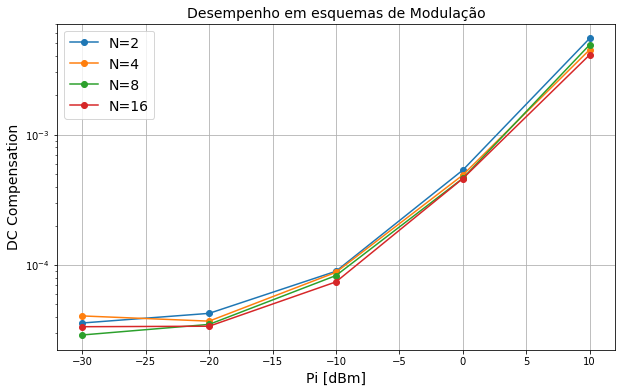 Desempenho em esquemas de Modulação
N=2
N=4
N=8
N=16
DC Compensation
10⁻³
10⁻⁴
−30 −25 −20 −15 −10 −5 0 5 10
Pi [dBm]